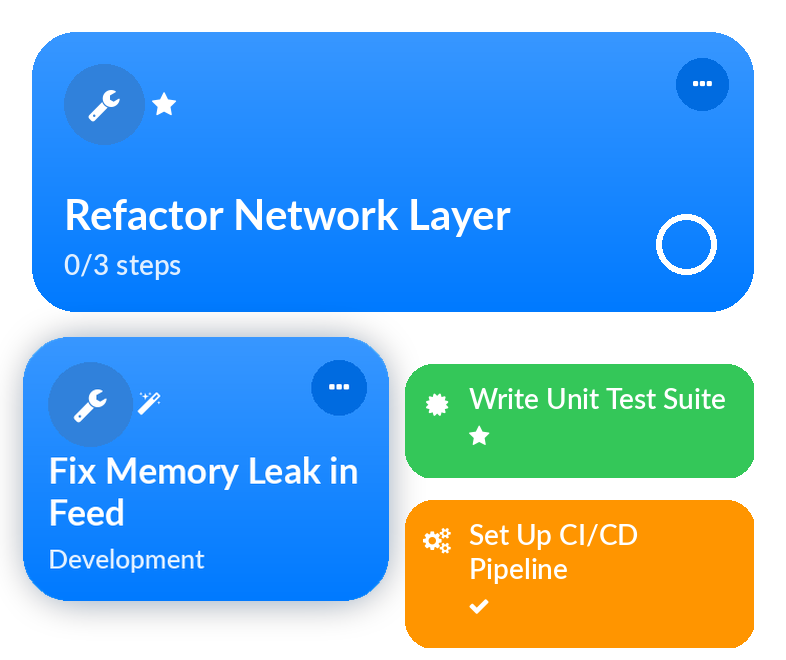 Refactor Network Layer
0/3 steps
Fix Memory Leak in
Feed
Development
Write Unit Test Suite
Set Up CI/CD
Pipeline